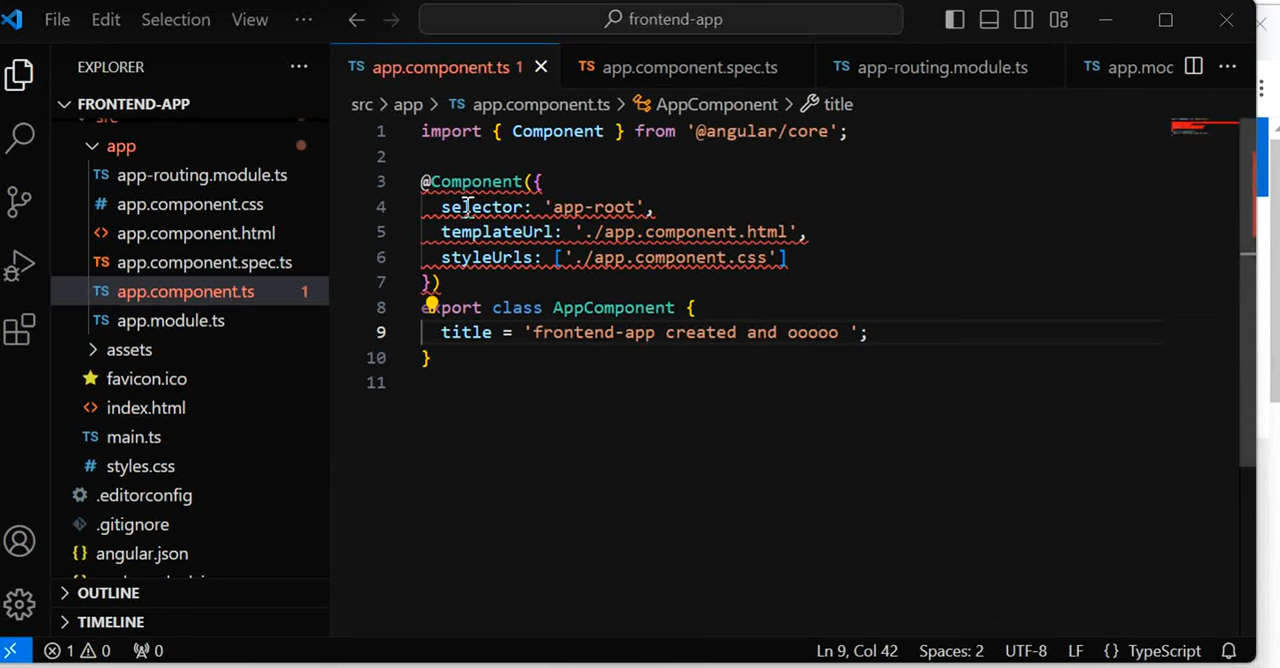 File Edit Selection View ··· frontend-app
EXPLORER ···
TS app.component.ts 1
TS app.component.spec.ts
TS app-routing.module.ts
TS app.moc ···
FRONTEND-APP
src > app > TS app.component.ts > AppComponent > title
src
app
TS app-routing.module.ts
# app.component.css
<> app.component.html
TS app.component.spec.ts
TS app.component.ts 1
TS app.module.ts
assets
favicon.ico
<> index.html
TS main.ts
# styles.css
.editorconfig
.gitignore
{} angular.json
OUTLINE
TIMELINE
1 import { Component } from '@angular/core';
2
3 @Component({
4 selector: 'app-root',
5 templateUrl: './app.component.html',
6 styleUrls: ['./app.component.css']
7 })
8 export class AppComponent {
9 title = 'frontend-app created and ooooo ';
10 }
11
1 0 0 Ln 9, Col 42 Spaces: 2 UTF-8 LF {} TypeScript